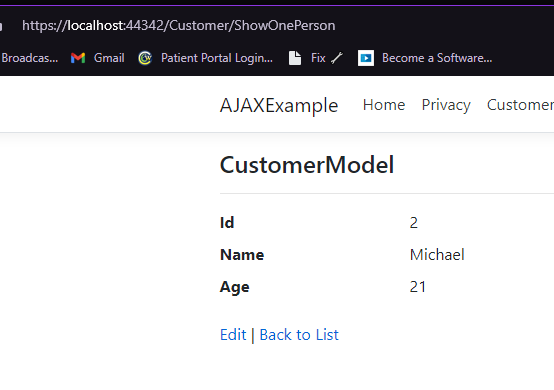 https://localhost:44342/Customer/ShowOnePerson
Broadcas... Gmail Patient Portal Login... Fix Become a Software...
AJAXExample Home Privacy Customer
CustomerModel
Id 2
Name Michael
Age 21
Edit | Back to List